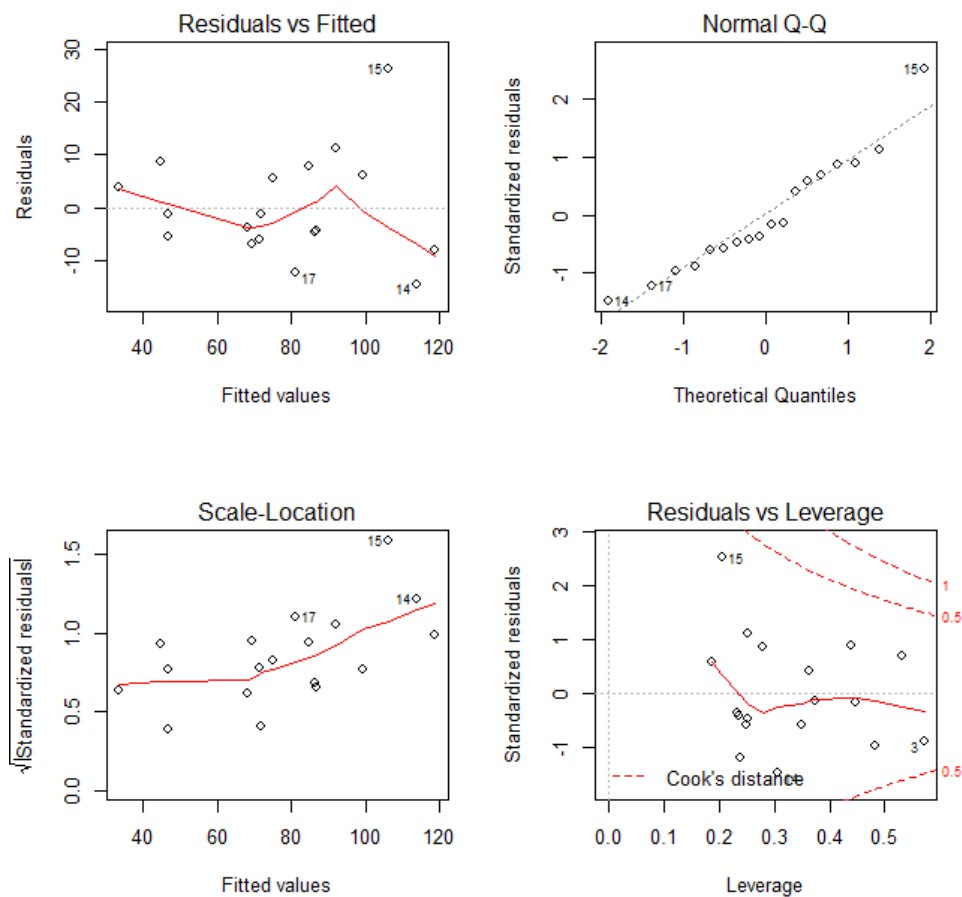 Residuals vs Fitted
Residuals
30
20
10
0
-10
15
17
14
40 60 80 100 120
Fitted values
Normal Q-Q
Standardized residuals
2
1
0
-1
15
14
17
-2 -1 0 1 2
Theoretical Quantiles
Scale-Location
√|Standardized residuals|
1.5
1.0
0.5
0.0
15
14
17
40 60 80 100 120
Fitted values
Residuals vs Leverage
Standardized residuals
3
2
1
0
-1
15
1
0.5
3
0.5
14
Cook's distance
0.0 0.1 0.2 0.3 0.4 0.5
Leverage